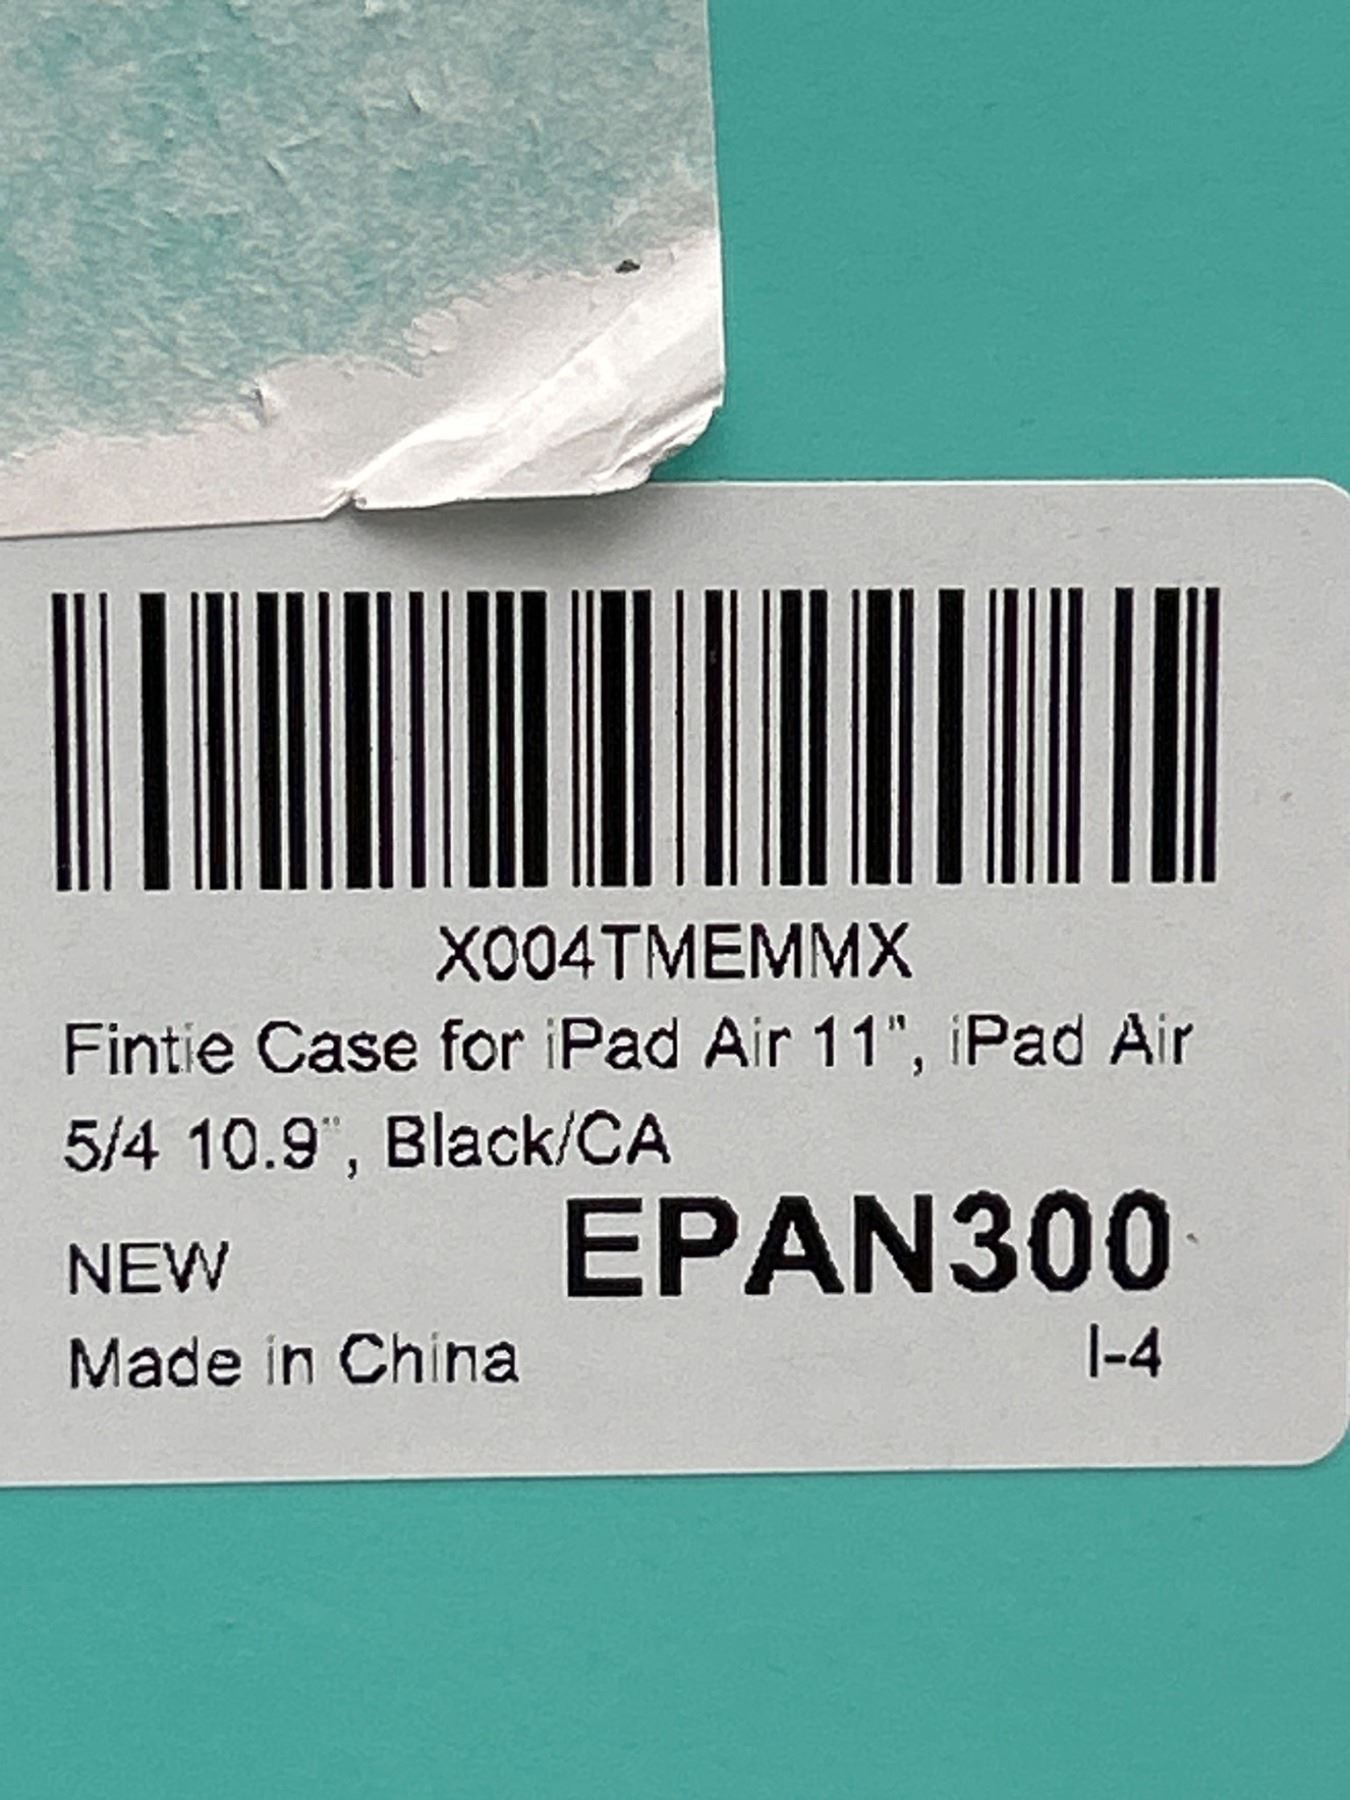 X004TMEMMX
Fintie Case for iPad Air 11", iPad Air
5/4 10.9", Black/CA
EPAN300
NEW
Made in China
I-4